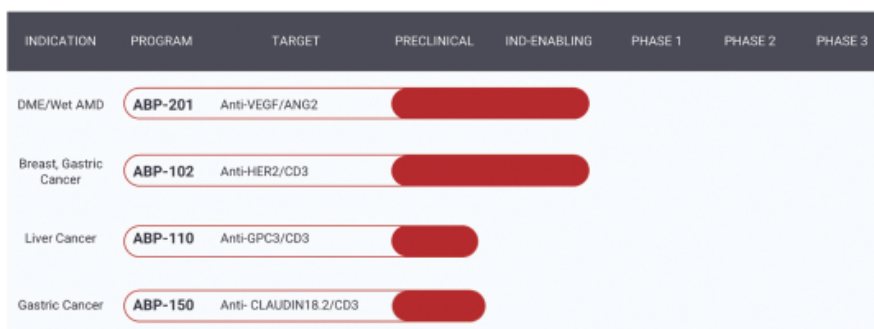 INDICATION PROGRAM TARGET PRECLINICAL IND-ENABLING PHASE 1 PHASE 2 PHASE 3
DME/Wet AMD ABP-201 Anti-VEGF/ANG2
Breast, Gastric
Cancer ABP-102 Anti-HER2/CD3
Liver Cancer ABP-110 Anti-GPC3/CD3
Gastric Cancer ABP-150 Anti- CLAUDIN18.2/CD3